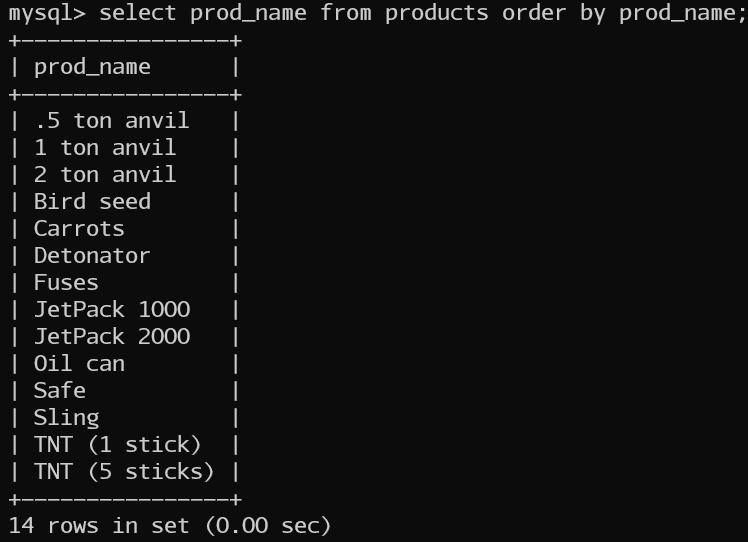 mysql> select prod_name from products order by prod_name;
+----------------+
| prod_name      |
+----------------+
| .5 ton anvil   |
| 1 ton anvil    |
| 2 ton anvil    |
| Bird seed      |
| Carrots        |
| Detonator      |
| Fuses          |
| JetPack 1000   |
| JetPack 2000   |
| Oil can        |
| Safe           |
| Sling          |
| TNT (1 stick)  |
| TNT (5 sticks) |
+----------------+
14 rows in set (0.00 sec)